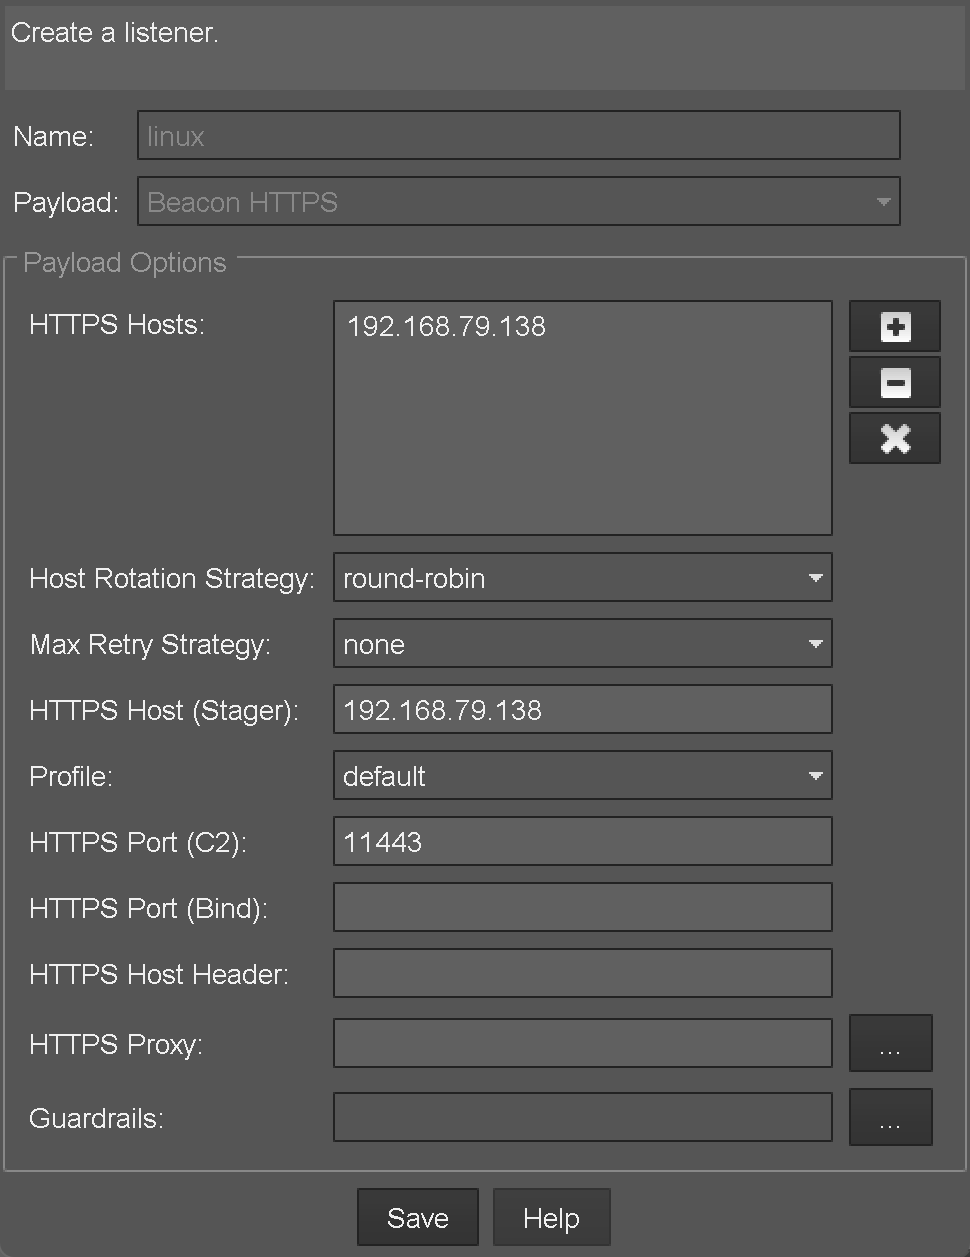 Create a listener.
Name: linux
Payload: Beacon HTTPS
Payload Options
HTTPS Hosts: 192.168.79.138
Host Rotation Strategy: round-robin
Max Retry Strategy: none
HTTPS Host (Stager): 192.168.79.138
Profile: default
HTTPS Port (C2): 11443
HTTPS Port (Bind):
HTTPS Host Header:
HTTPS Proxy: ...
Guardrails: ...
Save Help